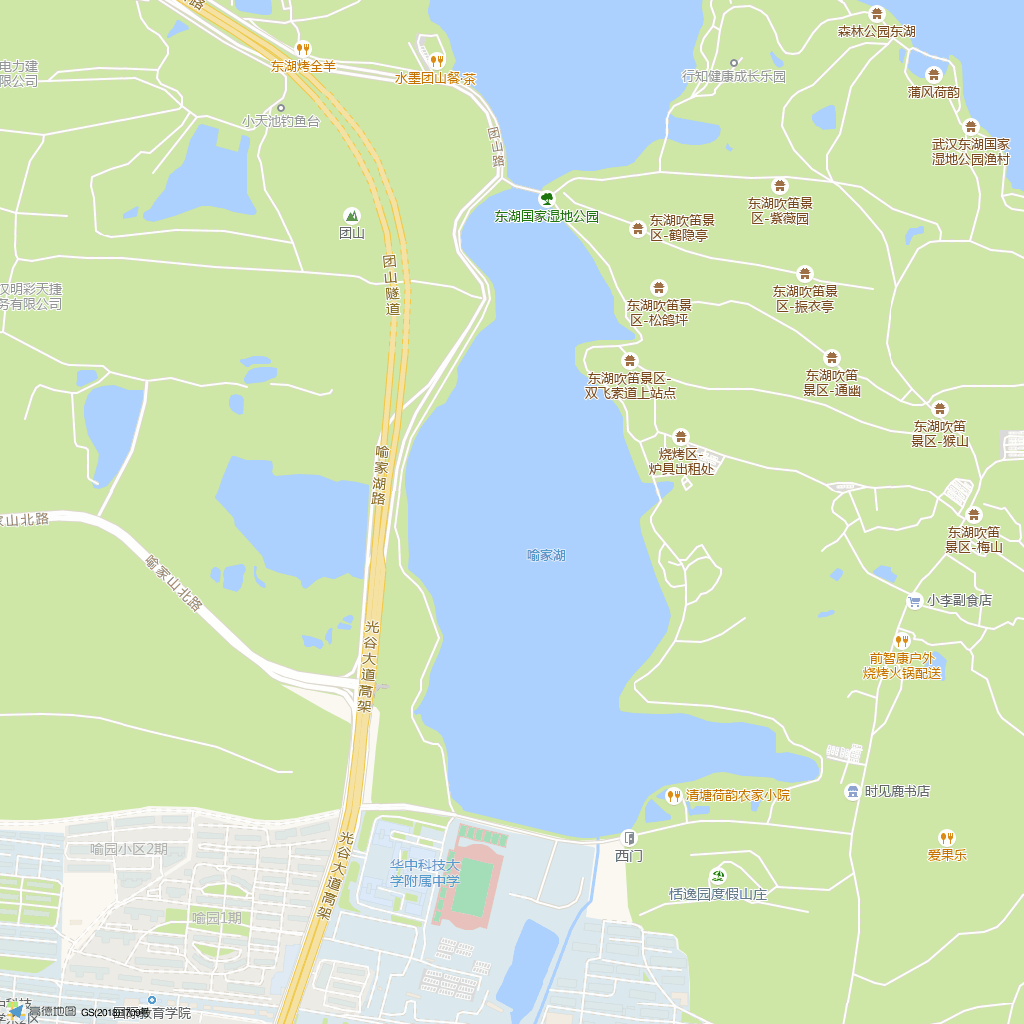 森林公园东湖
电力建
限公司
东湖烤全羊
水墨团山餐·茶
行知健康成长乐园
蒲风荷韵
小天池钓鱼台
团山路
武汉东湖国家
湿地公园渔村
东湖吹笛景
区-紫薇园
东湖国家湿地公园
东湖吹笛景
区-鹤隐亭
团山
团山隧道
汉明彩天捷
务有限公司
东湖吹笛景
区-松鸽坪
东湖吹笛景
区-振衣亭
东湖吹笛景区-
双飞索道上站点
东湖吹笛
景区-通幽
东湖吹笛
景区-猴山
烧烤区-
炉具出租处
喻家湖路
家山北路
东湖吹笛
景区-梅山
喻家湖
喻家山北路
小李副食店
光谷大道高架
前智康户外
烧烤火锅配送
清塘荷韵农家小院
时见鹿书店
光谷大道高架
喻园小区2期
西门
爱果乐
华中科技大
学附属中学
恬逸园度假山庄
喻园1期
高德地图
国际教育学院